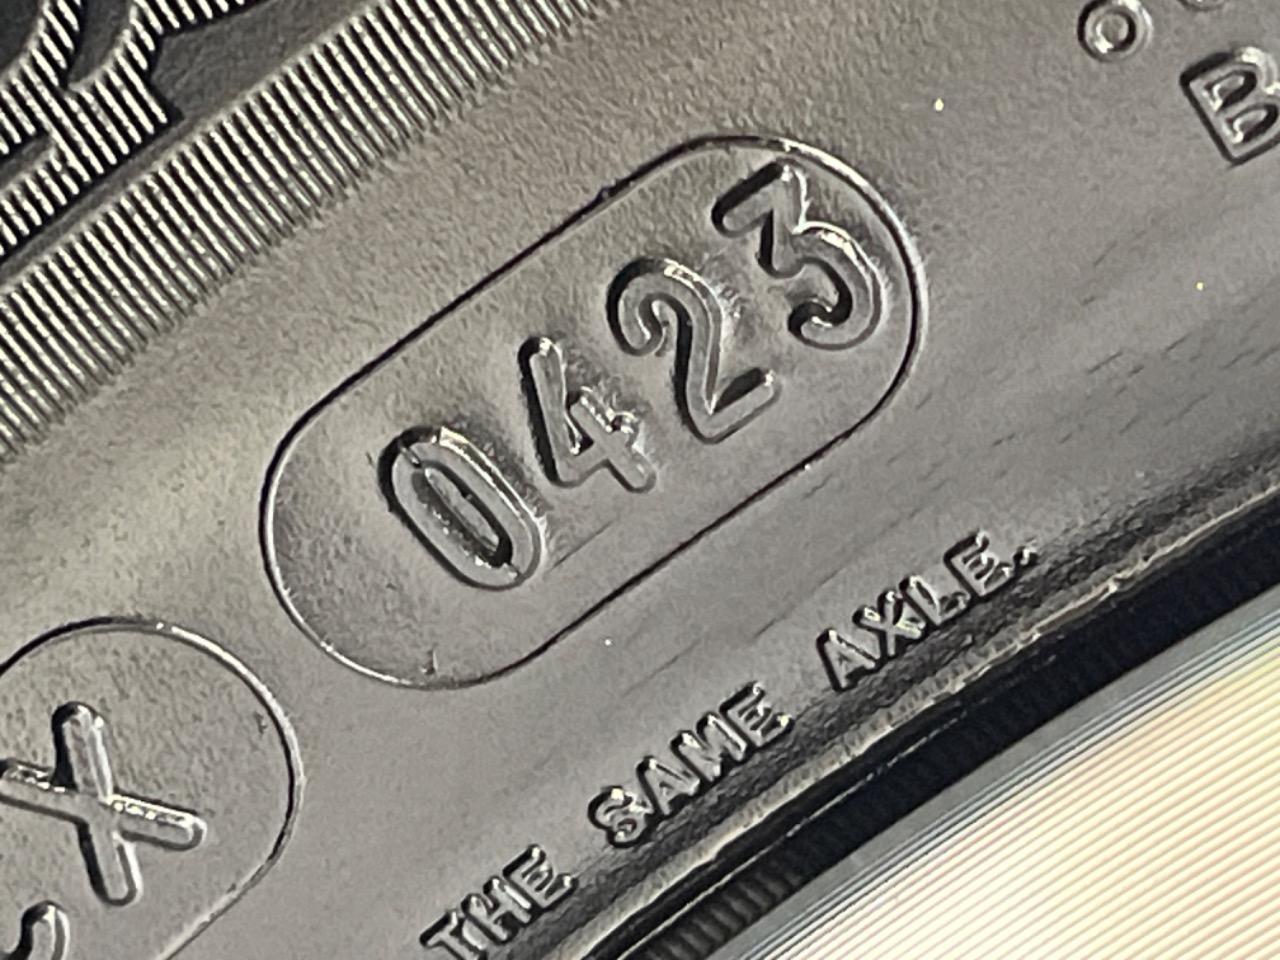 B
0423
X
THE SAME AXLE.